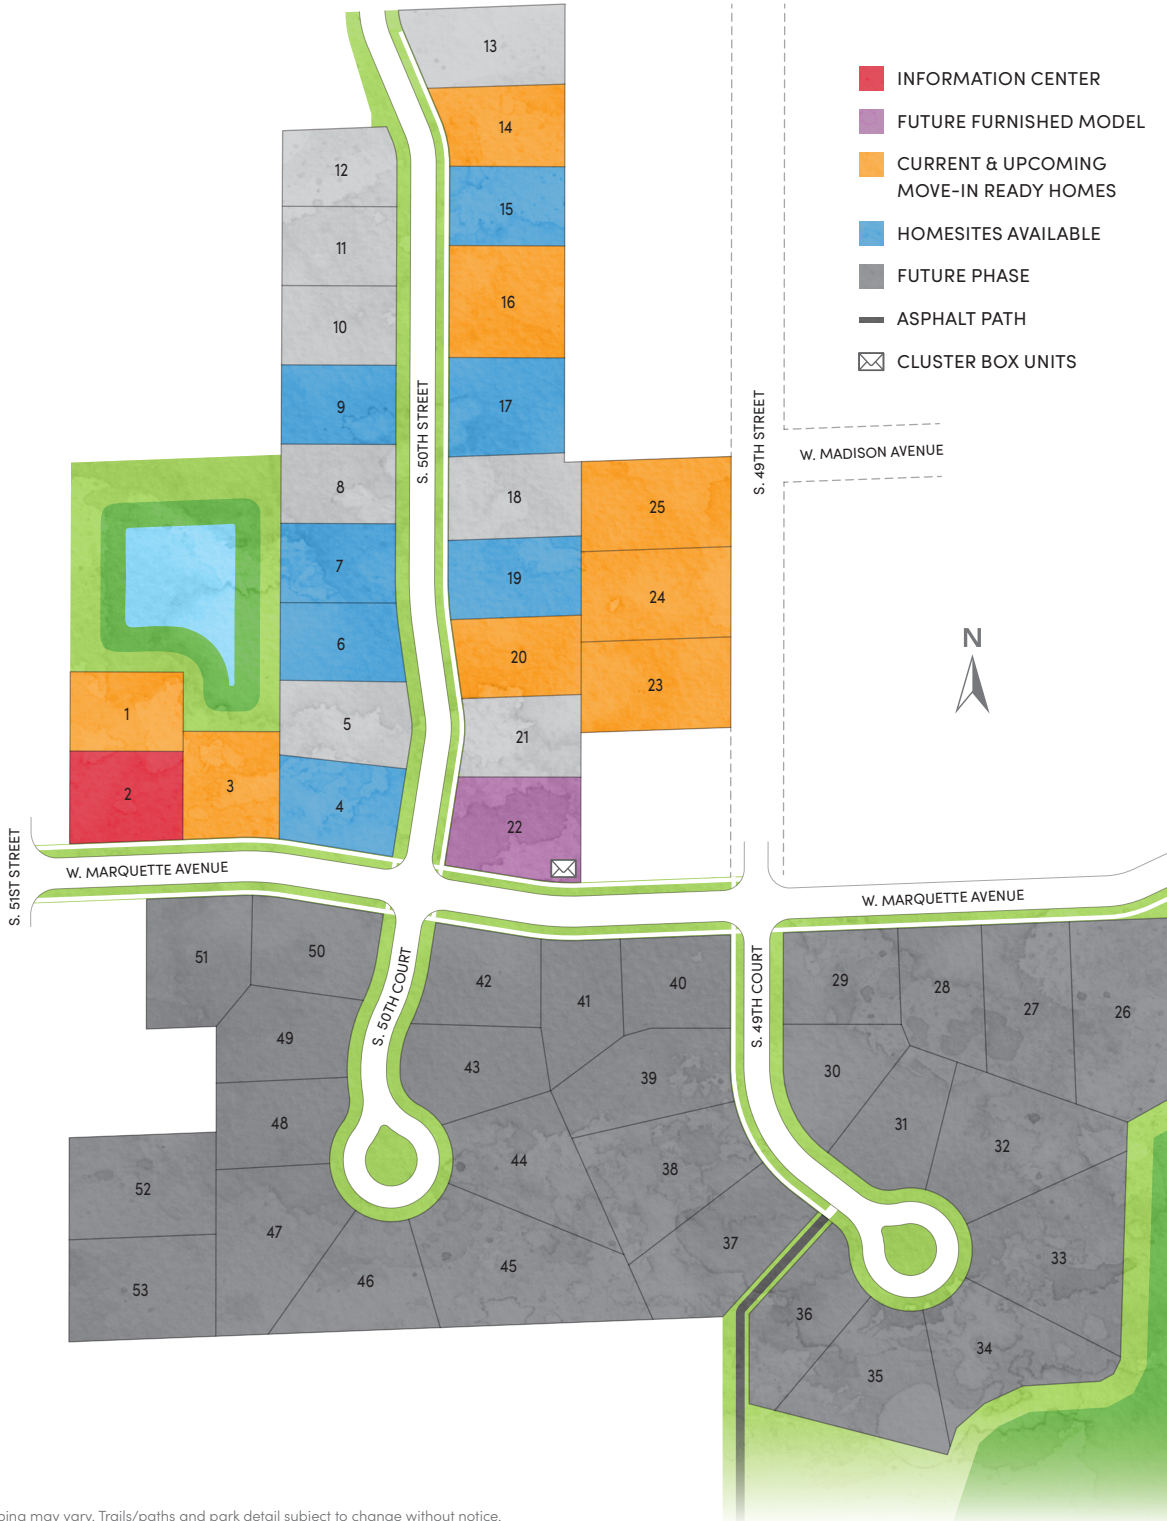 13
14
12
15
11
16
10
9
17
8
18
25
7
19
24
6
20
23
5
21
1
2
3
4
22
INFORMATION CENTER
FUTURE FURNISHED MODEL
CURRENT & UPCOMING
MOVE-IN READY HOMES
HOMESITES AVAILABLE
FUTURE PHASE
ASPHALT PATH
CLUSTER BOX UNITS
S. 50TH STREET
S. 49TH STREET
W. MADISON AVENUE
N
S. 51ST STREET
W. MARQUETTE AVENUE
W. MARQUETTE AVENUE
S. 50TH COURT
S. 49TH COURT
51
50
42
41
40
29
28
27
26
49
43
39
30
31
32
48
44
38
52
47
45
37
33
53
46
36
35
34
may vary. Trails/paths and park detail subject to change without notice.